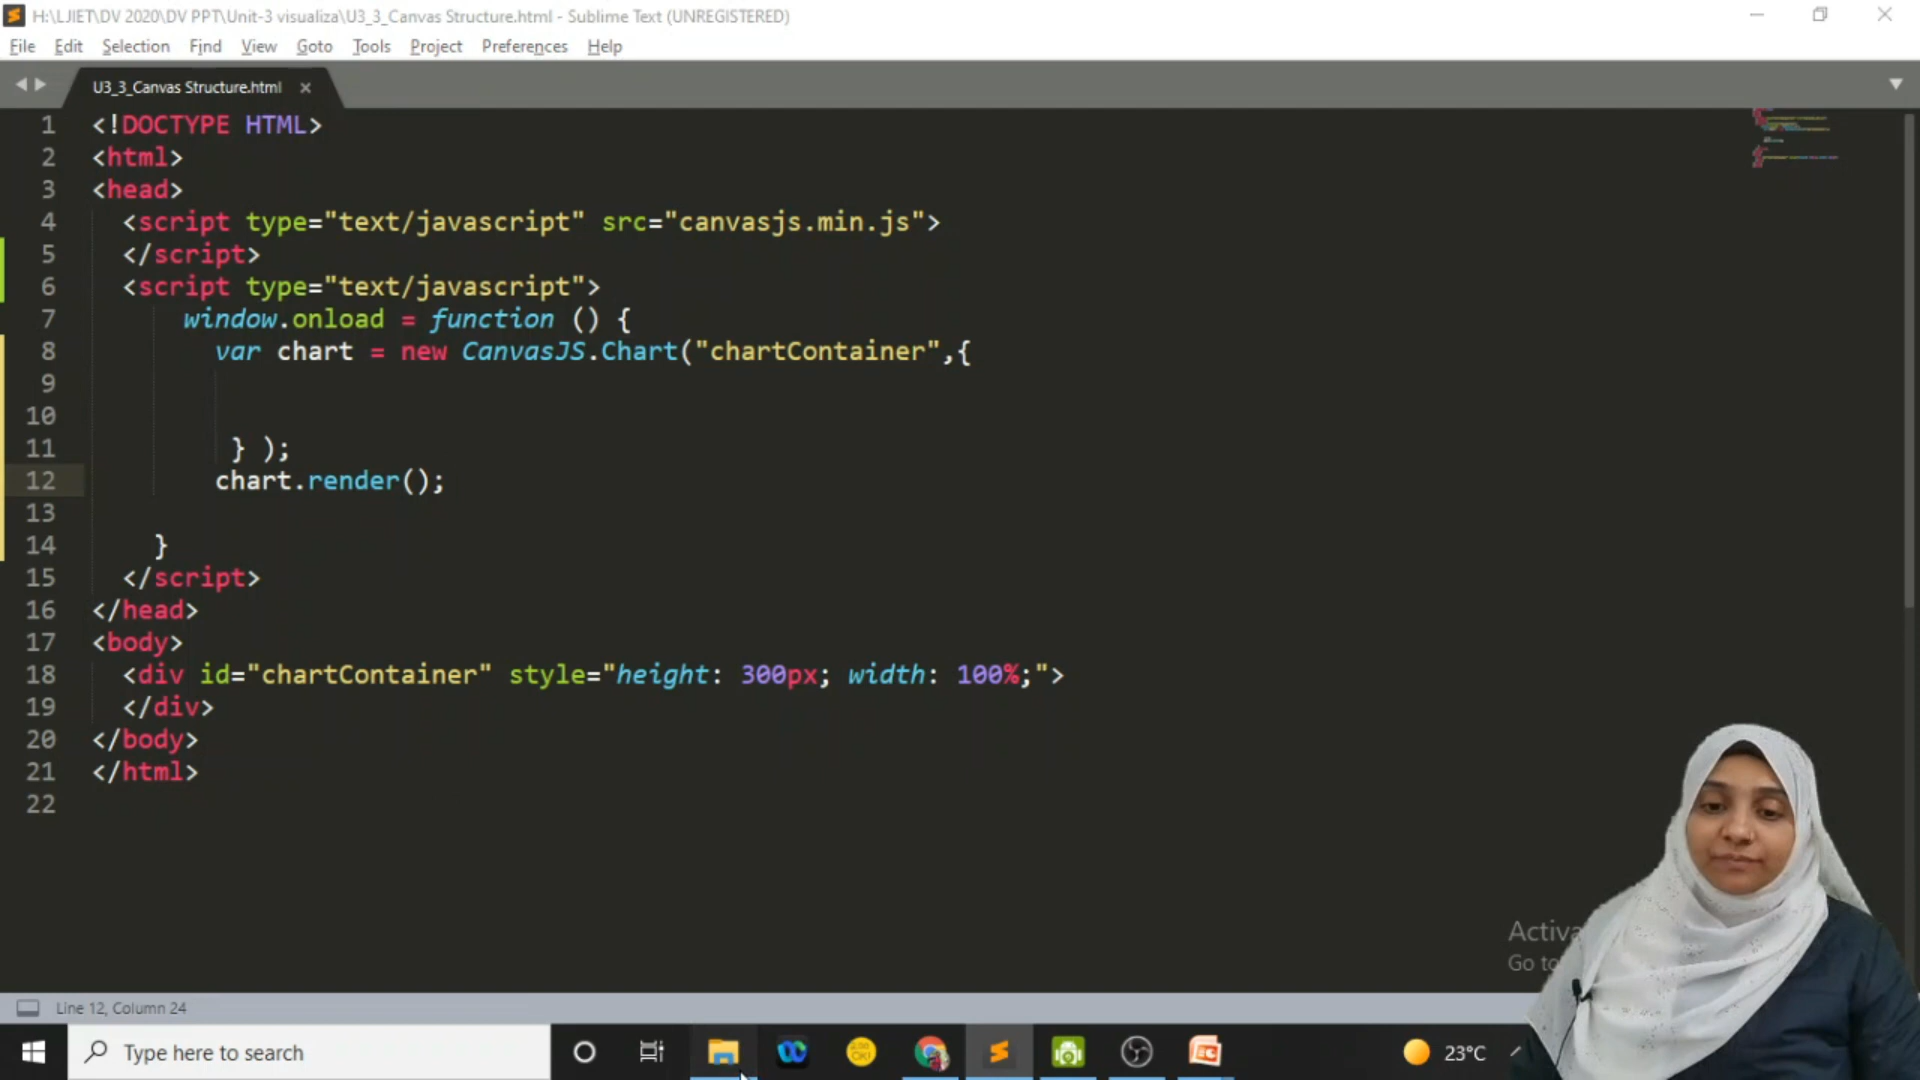 H:\LJIET\DV 2020\DV PPT\Unit-3 visualiza\U3_3_Canvas Structure.html - Sublime Text (UNREGISTERED)
File Edit Selection Find View Goto Tools Project Preferences Help
U3_3_Canvas Structure.html ×
1 <!DOCTYPE HTML>
2 <html>
3 <head>
4 <script type="text/javascript" src="canvasjs.min.js">
5 </script>
6 <script type="text/javascript">
7 window.onload = function () {
8 var chart = new CanvasJS.Chart("chartContainer",{
9
10
11 } );
12 chart.render();
13
14 }
15 </script>
16 </head>
17 <body>
18 <div id="chartContainer" style="height: 300px; width: 100%;">
19 </div>
20 </body>
21 </html>
22
Activa
Go to
Line 12, Column 24
Type here to search
23°C